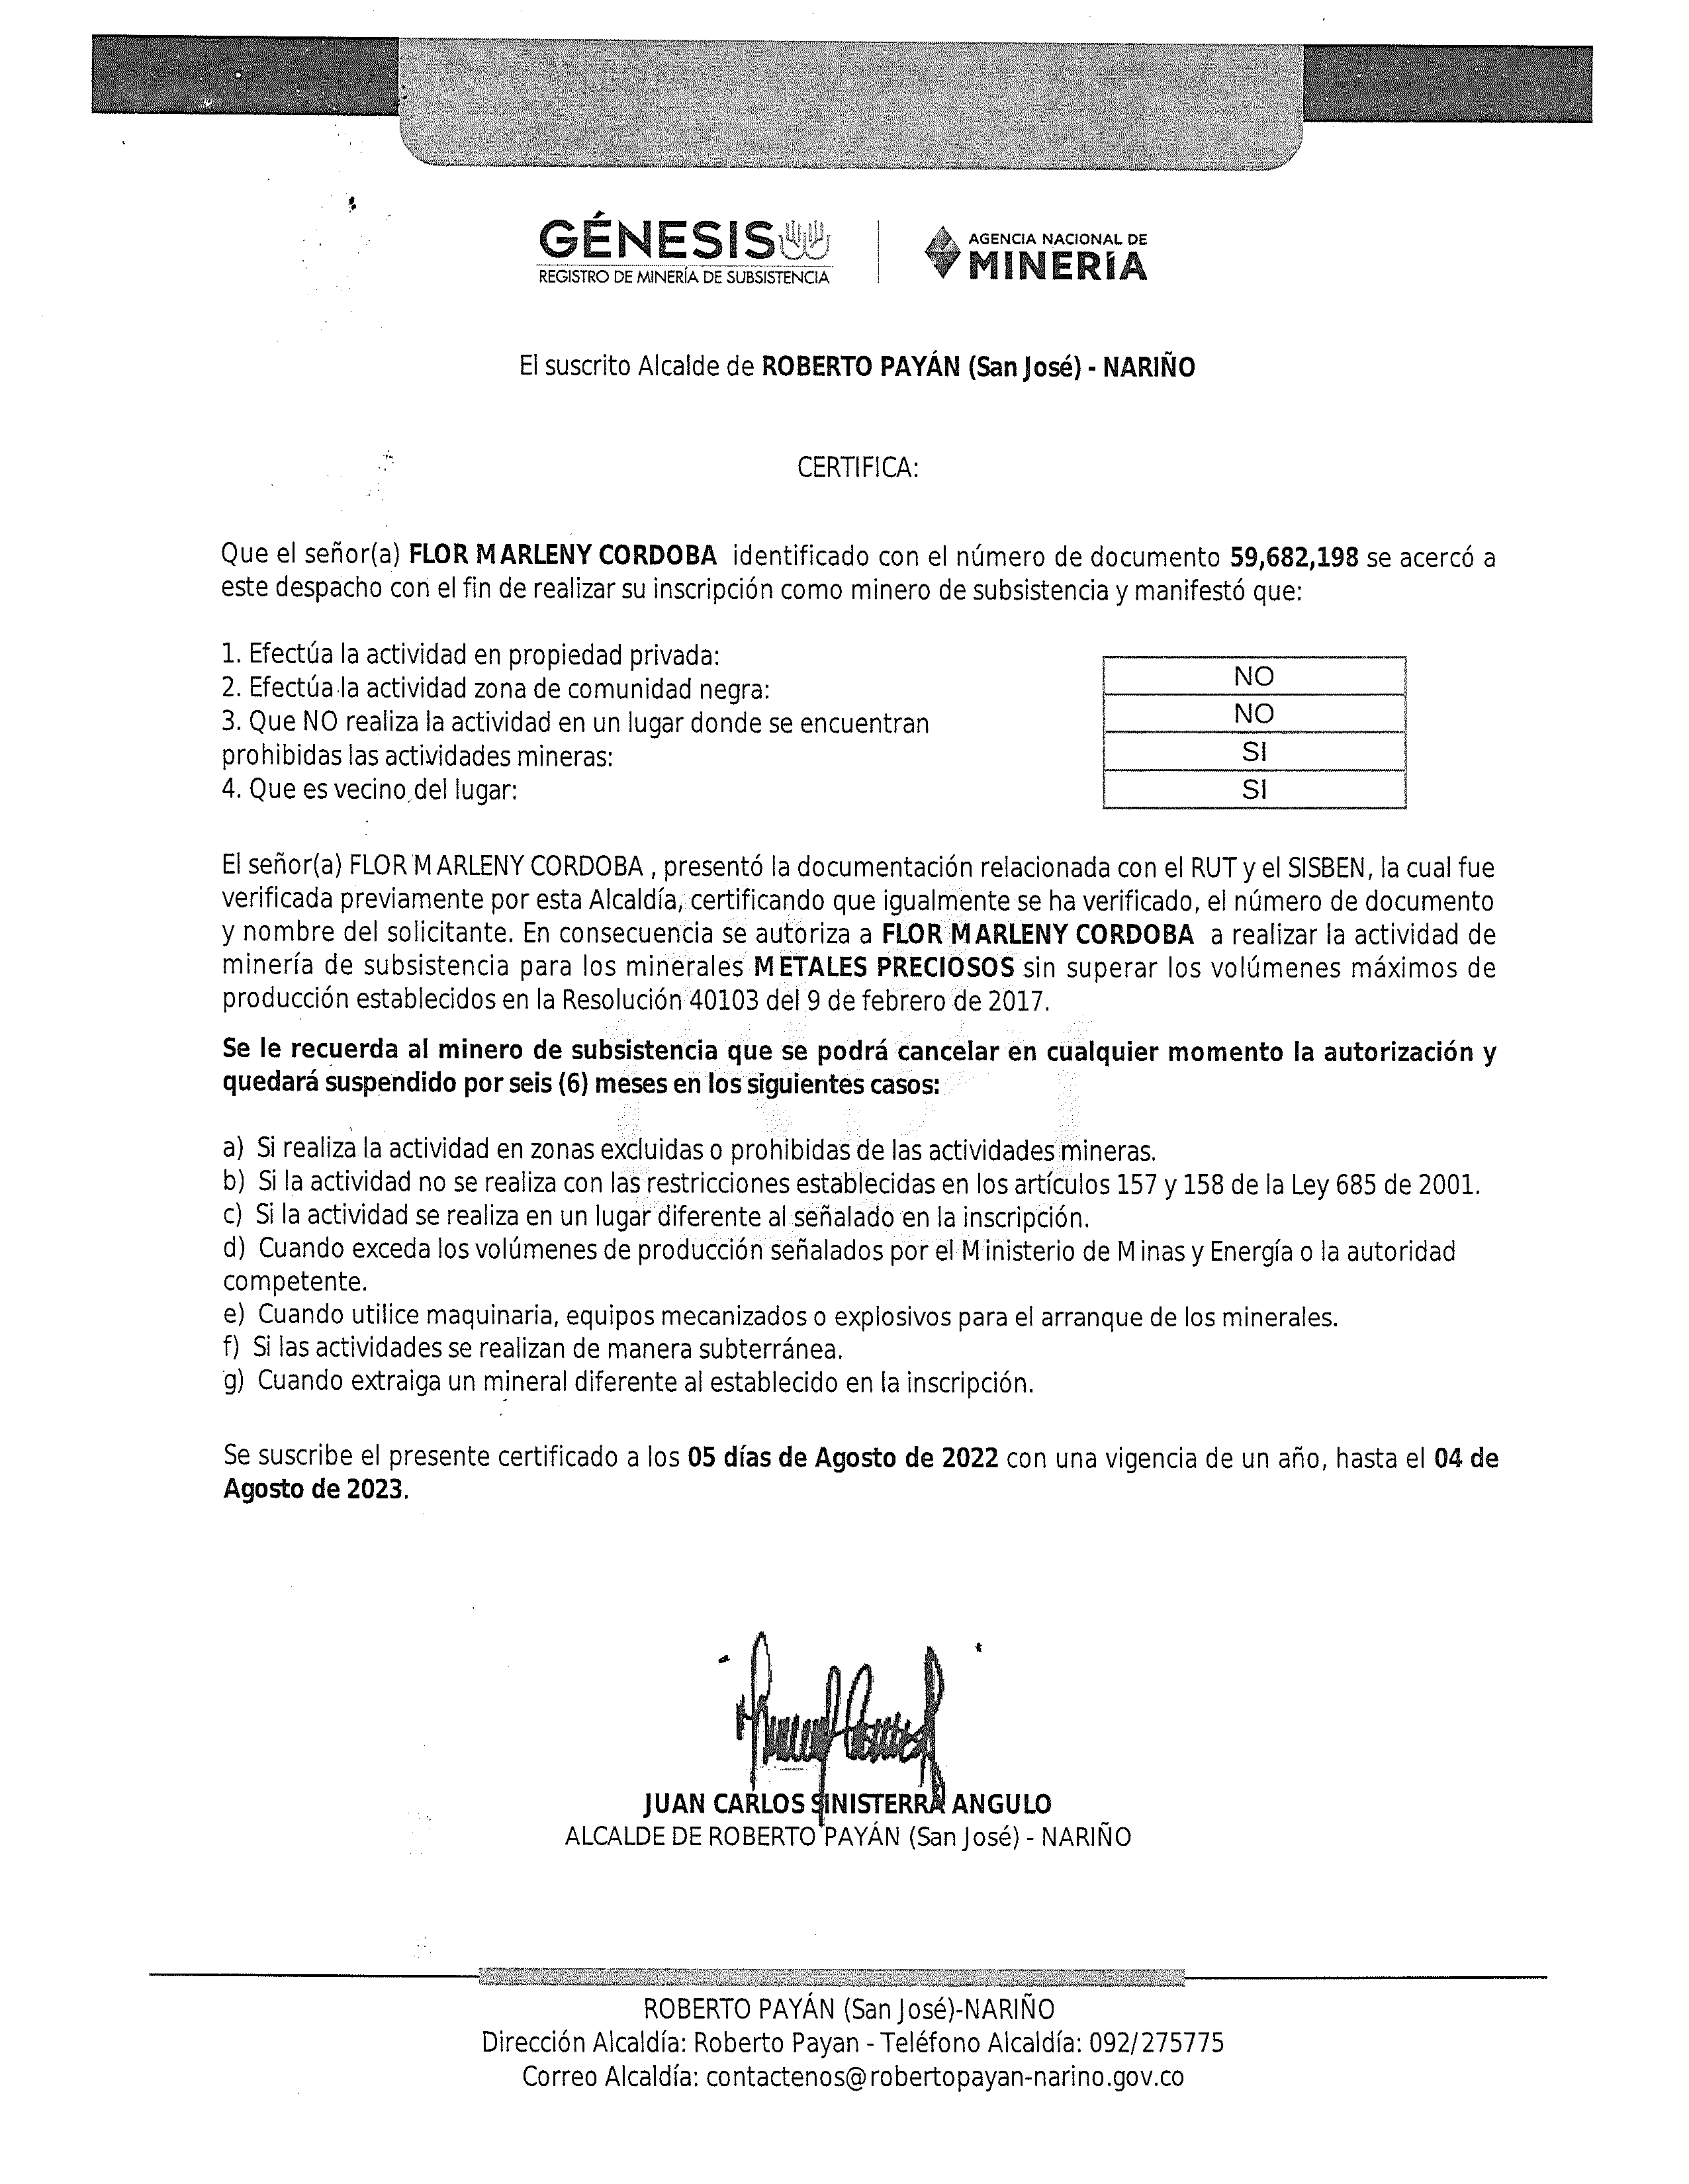 GÉNESIS
REGISTRO DE MINERÍA DE SUBSISTENCIA
AGENCIA NACIONAL DE
MINERÍA
El suscrito Alcalde de ROBERTO PAYÁN (San José) - NARIÑO
CERTIFICA:
Que el señor(a) FLOR MARLENY CORDOBA identificado con el número de documento 59,682,198 se acercó a
este despacho con el fin de realizar su inscripción como minero de subsistencia y manifestó que:
1. Efectúa la actividad en propiedad privada:
NO
2. Efectúa la actividad zona de comunidad negra:
NO
3. Que NO realiza la actividad en un lugar donde se encuentran
prohibidas las actividades mineras:
SI
4. Que es vecino del lugar:
SI
El señor(a) FLOR MARLENY CORDOBA , presentó la documentación relacionada con el RUT y el SISBEN, la cual fue
verificada previamente por esta Alcaldía, certificando que igualmente se ha verificado, el número de documento
y nombre del solicitante. En consecuencia se autoriza a FLOR MARLENY CORDOBA a realizar la actividad de
minería de subsistencia para los minerales METALES PRECIOSOS sin superar los volúmenes máximos de
producción establecidos en la Resolución 40103 del 9 de febrero de 2017.
Se le recuerda al minero de subsistencia que se podrá cancelar en cualquier momento la autorización y
quedará suspendido por seis (6) meses en los siguientes casos:
a) Si realiza la actividad en zonas excluidas o prohibidas de las actividades mineras.
b) Si la actividad no se realiza con las restricciones establecidas en los artículos 157 y 158 de la Ley 685 de 2001.
c) Si la actividad se realiza en un lugar diferente al señalado en la inscripción.
d) Cuando exceda los volúmenes de producción señalados por el Ministerio de Minas y Energía o la autoridad
competente.
e) Cuando utilice maquinaria, equipos mecanizados o explosivos para el arranque de los minerales.
f) Si las actividades se realizan de manera subterránea.
g) Cuando extraiga un mineral diferente al establecido en la inscripción.
Se suscribe el presente certificado a los 05 días de Agosto de 2022 con una vigencia de un año, hasta el 04 de
Agosto de 2023.
JUAN CARLOS SINISTERRA ANGULO
ALCALDE DE ROBERTO PAYÁN (San José) - NARIÑO
ROBERTO PAYÁN (San José)-NARIÑO
Dirección Alcaldía: Roberto Payan - Teléfono Alcaldía: 092/275775
Correo Alcaldía: contactenos@robertopayan-narino.gov.co